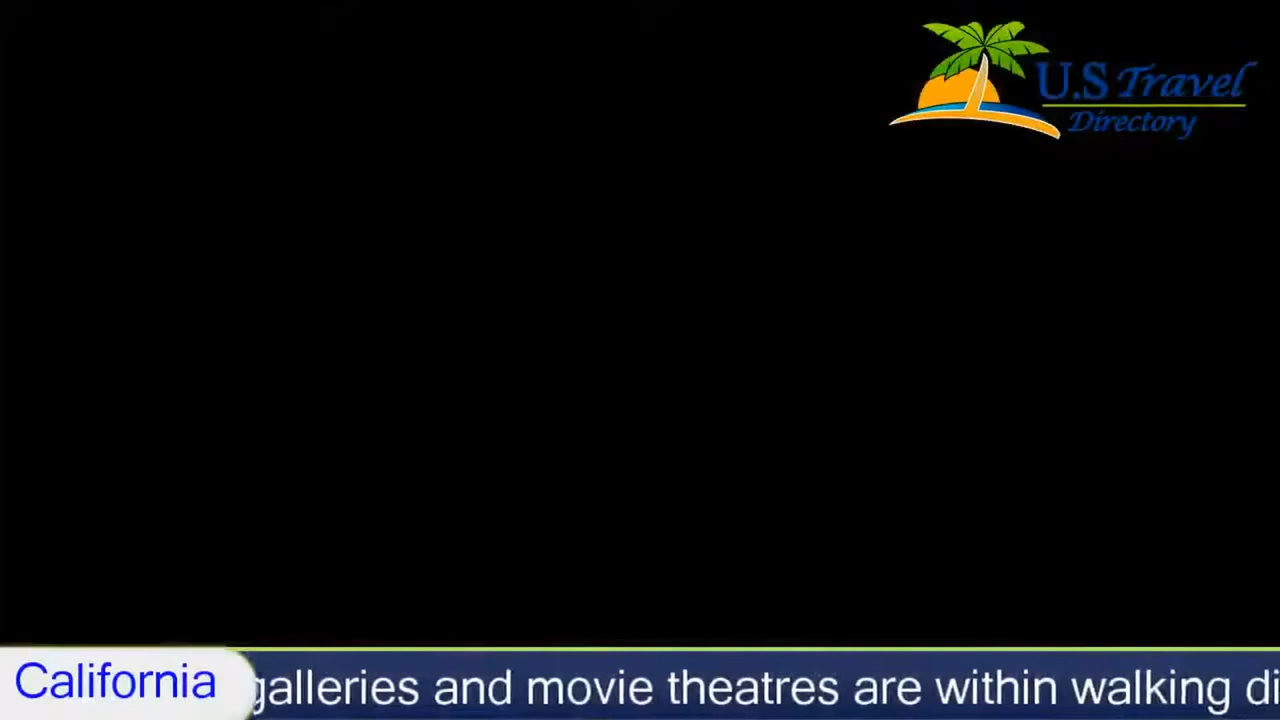 U.S Travel
Directory
California
galleries and movie theatres are within walking di